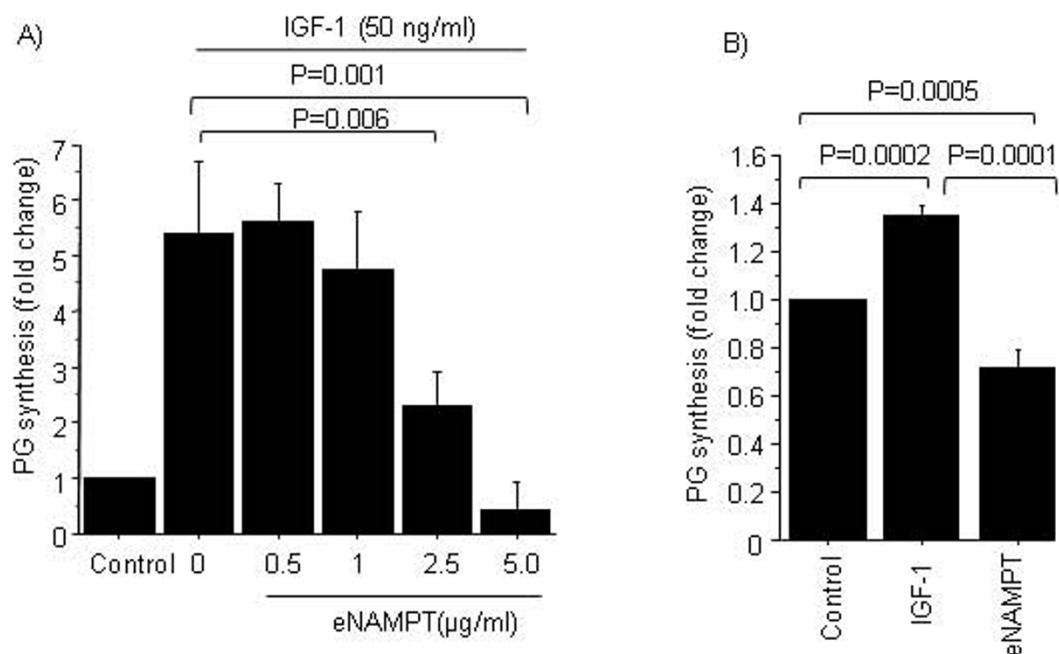 A)
IGF-1 (50 ng/ml)
P=0.001
P=0.006
PG synthesis (fold change)
7
6
5
4
3
2
1
0
Control 0 0.5 1 2.5 5.0
eNAMPT(µg/ml)
B)
P=0.0005
P=0.0002 P=0.0001
PG synthesis (fold change)
1.6
1.4
1.2
1.0
0.8
0.6
0.4
0.2
0
Control
IGF-1
eNAMPT